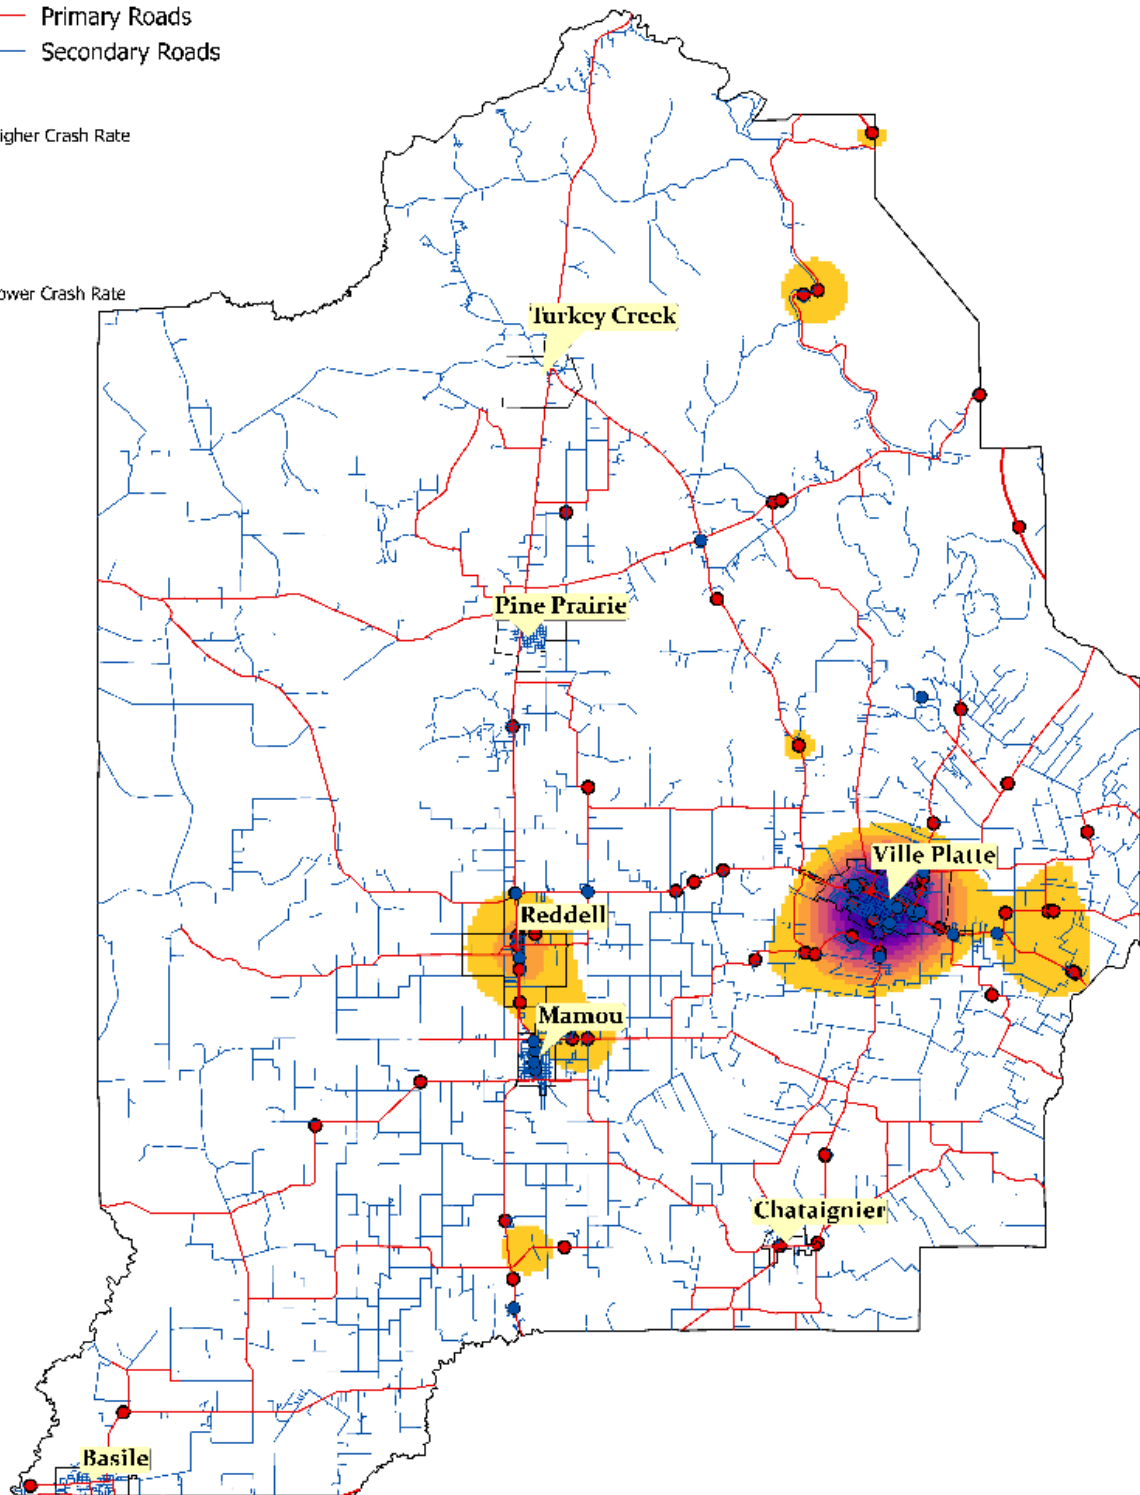 Primary Roads
Secondary Roads
igher Crash Rate
ower Crash Rate
Turkey Creek
Pine Prairie
Ville Platte
Reddell
Mamou
Chataignier
Basile